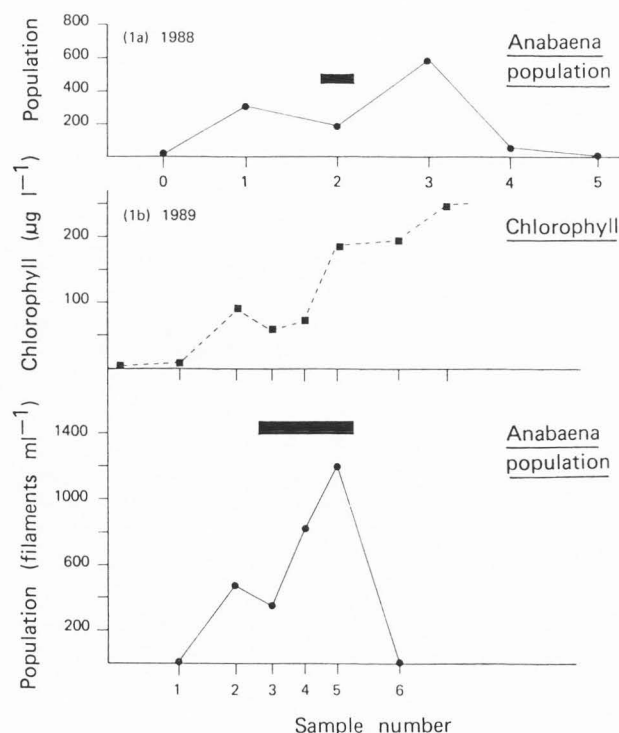 (1a) 1988
Anabaena
population
Population
800
600
400
200
0 1 2 3 4 5
(1b) 1989
Chlorophyll
Chlorophyll (µg l⁻¹)
200
100
Anabaena
population
Population (filaments ml⁻¹)
1400
1000
600
200
1 2 3 4 5 6
Sample number